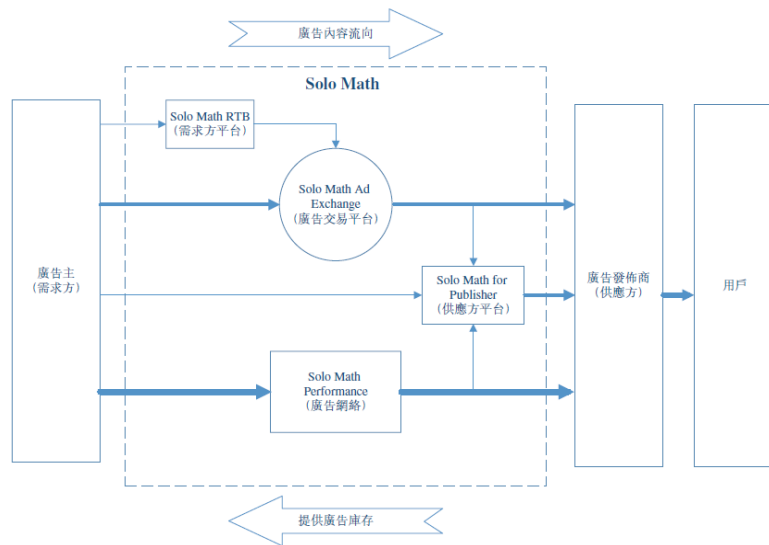 廣告內容流向
Solo Math
Solo Math RTB
(需求方平台)
Solo Math Ad
Exchange
(廣告交易平台)
廣告主
(需求方)
Solo Math for
Publisher
(供應方平台)
廣告發佈商
(供應方)
用戶
Solo Math
Performance
(廣告網絡)
提供廣告庫存